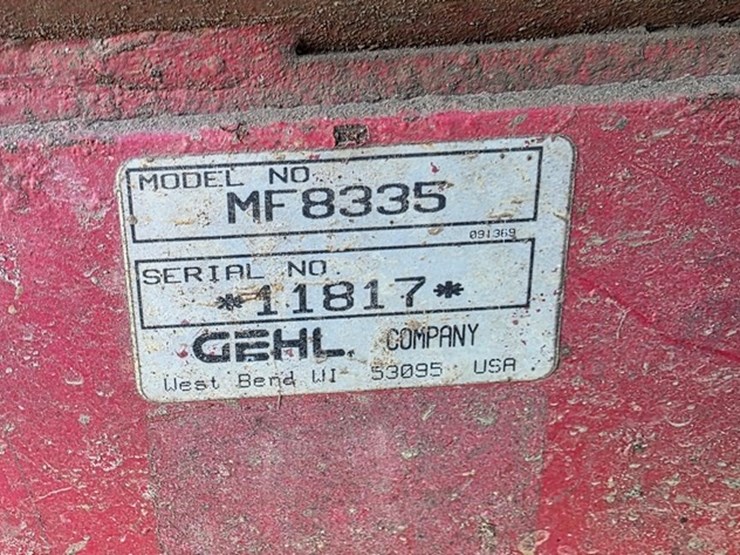 MODEL NO.
MF8335
091369
SERIAL NO.
*11817*
GEHL COMPANY
West Bend WI 53095 USA